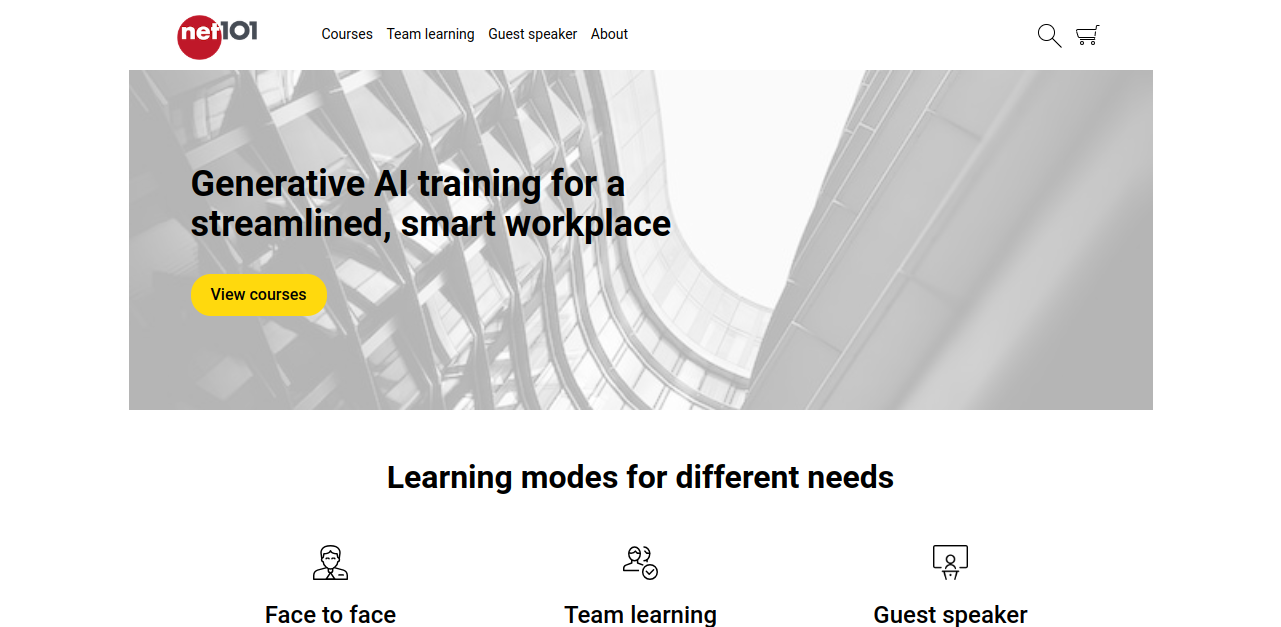 net101
Courses Team learning Guest speaker About
Generative AI training for a
streamlined, smart workplace
View courses
Learning modes for different needs
Face to face Team learning Guest speaker